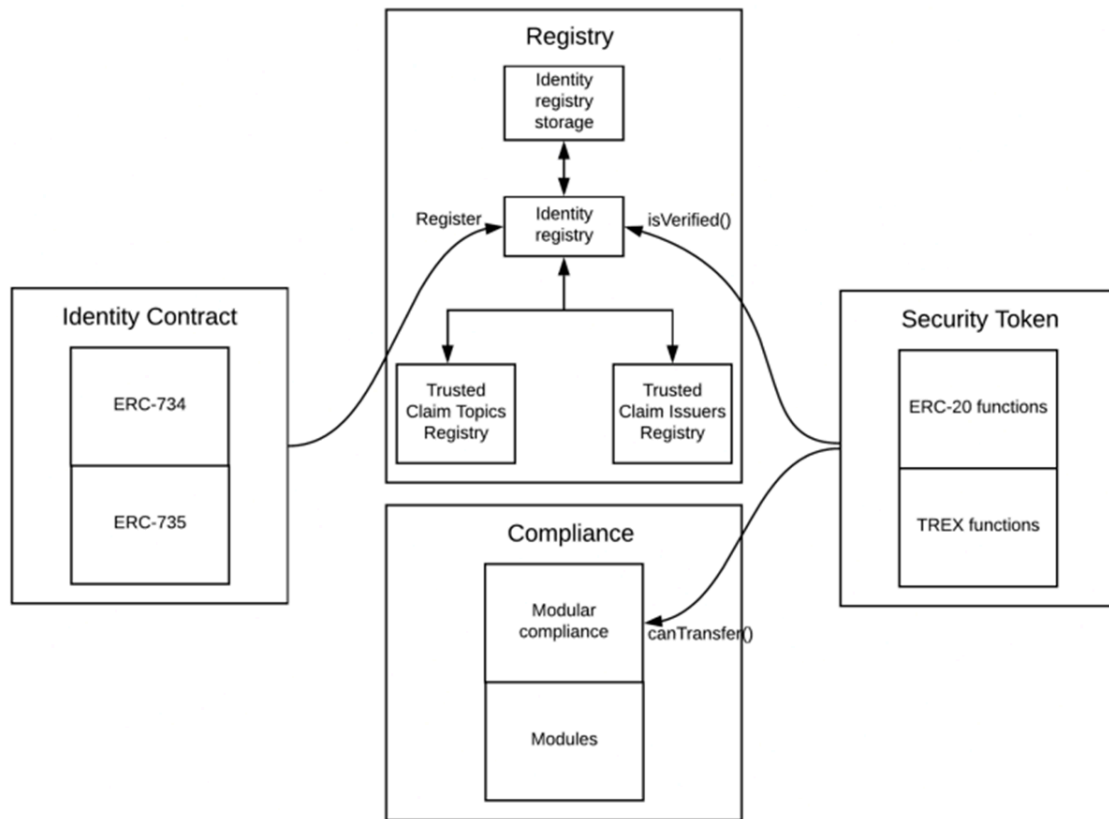 Registry
Identity
registry
storage
Register
isVerified()
Identity
registry
Identity Contract
ERC-734
ERC-735
Trusted
Claim Topics
Registry
Trusted
Claim Issuers
Registry
Security Token
ERC-20 functions
TREX functions
Compliance
Modular
compliance
canTransfer()
Modules